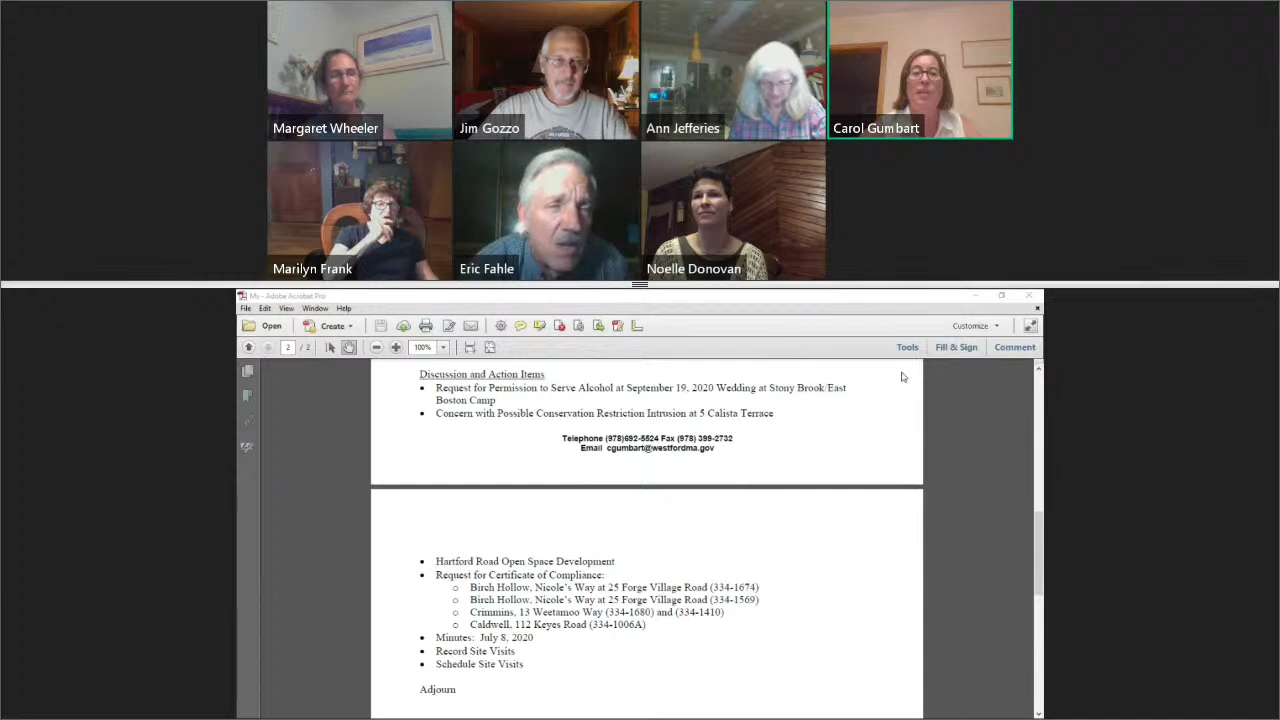 Margaret Wheeler
Jim Gozzo
Ann Jefferies
Carol Gumbart
Marilyn Frank
Eric Fahle
Noelle Donovan
Ms - Adobe Acrobat Pro
File Edit View Window Help
Open Create Customize
2 / 2 100% Tools Fill & Sign Comment
Discussion and Action Items
• Request for Permission to Serve Alcohol at September 19, 2020 Wedding at Stony Brook/East
Boston Camp
• Concern with Possible Conservation Restriction Intrusion at 5 Calista Terrace
Telephone (978)692-5524 Fax (978) 399-2732
Email cgumbart@westfordma.gov
• Hartford Road Open Space Development
• Request for Certificate of Compliance:
o Birch Hollow, Nicole's Way at 25 Forge Village Road (334-1674)
o Birch Hollow, Nicole's Way at 25 Forge Village Road (334-1569)
o Crimmins, 13 Weetamoo Way (334-1680) and (334-1410)
o Caldwell, 112 Keyes Road (334-1006A)
• Minutes: July 8, 2020
• Record Site Visits
• Schedule Site Visits
Adjourn